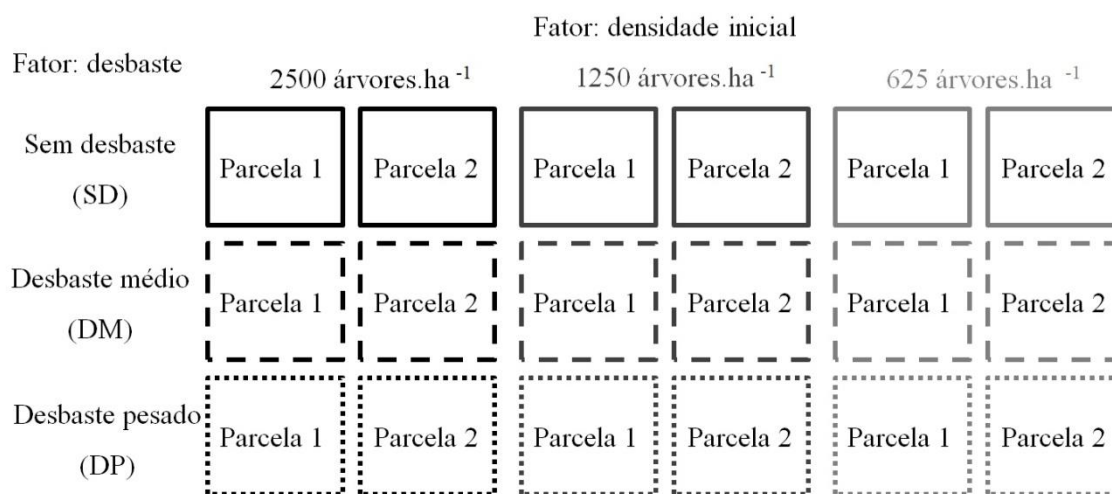 Fator: densidade inicial
Fator: desbaste
2500 árvores.ha -1
1250 árvores.ha -1
625 árvores.ha -1
Sem desbaste
(SD)
Parcela 1
Parcela 2
Parcela 1
Parcela 2
Parcela 1
Parcela 2
Desbaste médio
(DM)
Parcela 1
Parcela 2
Parcela 1
Parcela 2
Parcela 1
Parcela 2
Desbaste pesado
(DP)
Parcela 1
Parcela 2
Parcela 1
Parcela 2
Parcela 1
Parcela 2